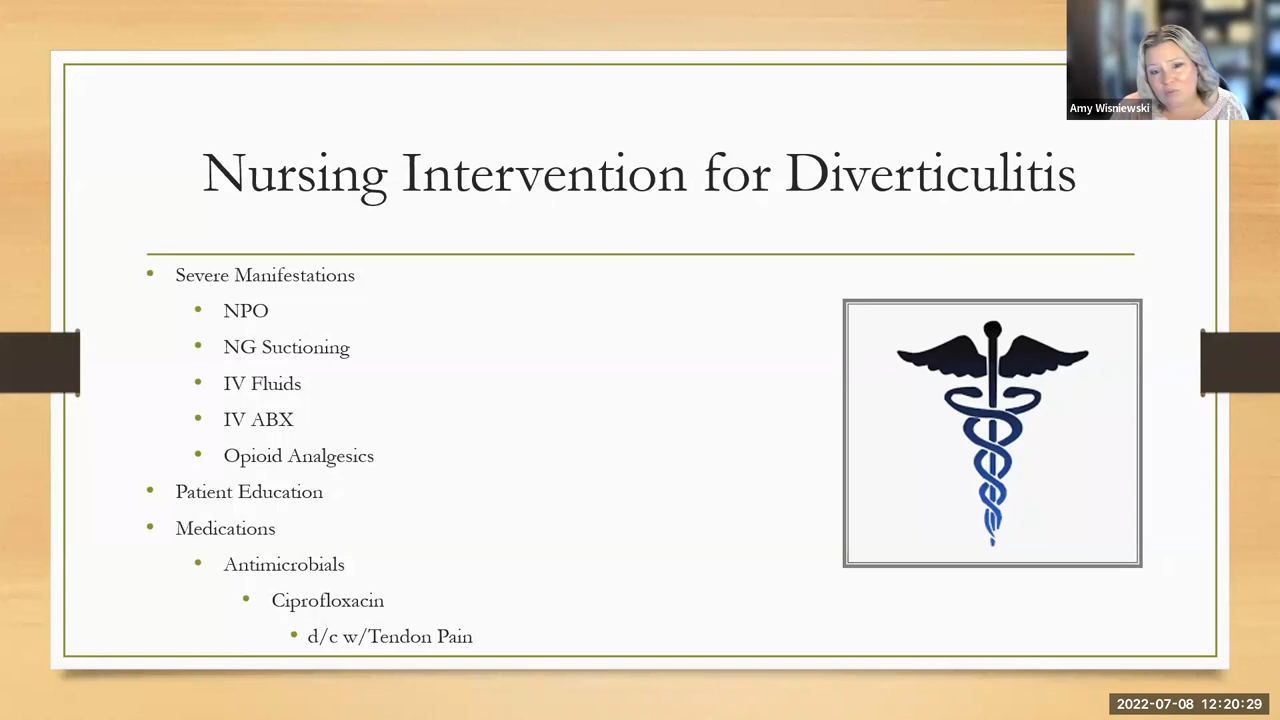 Amy Wisniewski
Nursing Intervention for Diverticulitis
• Severe Manifestations
• NPO
• NG Suctioning
• IV Fluids
• IV ABX
• Opioid Analgesics
• Patient Education
• Medications
• Antimicrobials
• Ciprofloxacin
• d/c w/Tendon Pain
2022-07-08 12:20:29